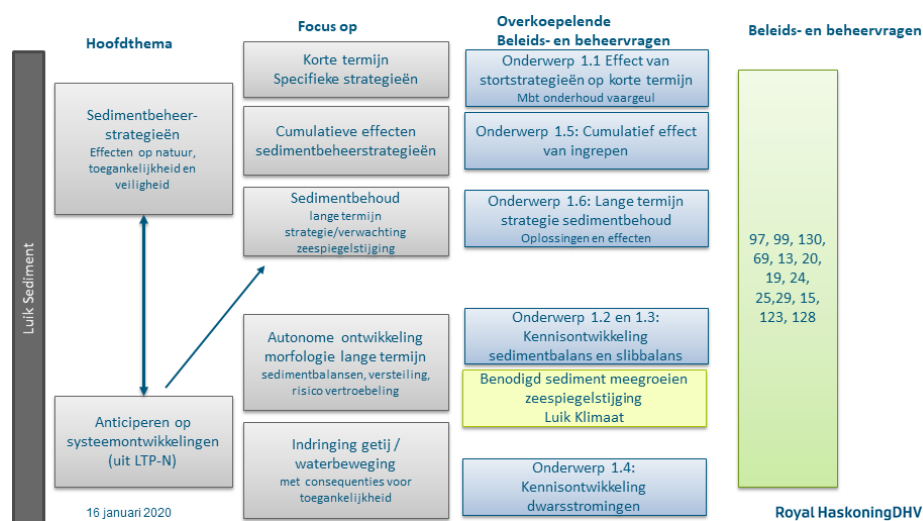 Hoofdthema
Focus op
Overkoepelende
Beleids- en beheervragen
Beleids- en beheervragen
Luik Sediment
Sedimentbeheer-
strategieën
Effecten op natuur,
toegankelijkheid en
veiligheid
Anticiperen op
systeemontwikkelingen
(uit LTP-N)
Korte termijn
Specifieke strategieën
Cumulatieve effecten
sedimentbeheerstrategieën
Sedimentbehoud
lange termijn
strategie/verwachting
zeespiegelstijging
Autonome ontwikkeling
morfologie lange termijn
sedimentbalansen, versteiling,
risico vertroebeling
Indringing getij /
waterbeweging
met consequenties voor
toegankelijkheid
Onderwerp 1.1 Effect van
stortstrategieën op korte termijn
Mbt onderhoud vaargeul
Onderwerp 1.5: Cumulatief effect
van ingrepen
Onderwerp 1.6: Lange termijn
strategie sedimentbehoud
Oplossingen en effecten
Onderwerp 1.2 en 1.3:
Kennisontwikkeling
sedimentbalans en slibbalans
Benodigd sediment meegroeien
zeespiegelstijging
Luik Klimaat
Onderwerp 1.4:
Kennisontwikkeling
dwarsstromingen
97, 99, 130,
69, 13, 20,
19, 24,
25,29, 15,
123, 128
16 januari 2020
Royal HaskoningDHV